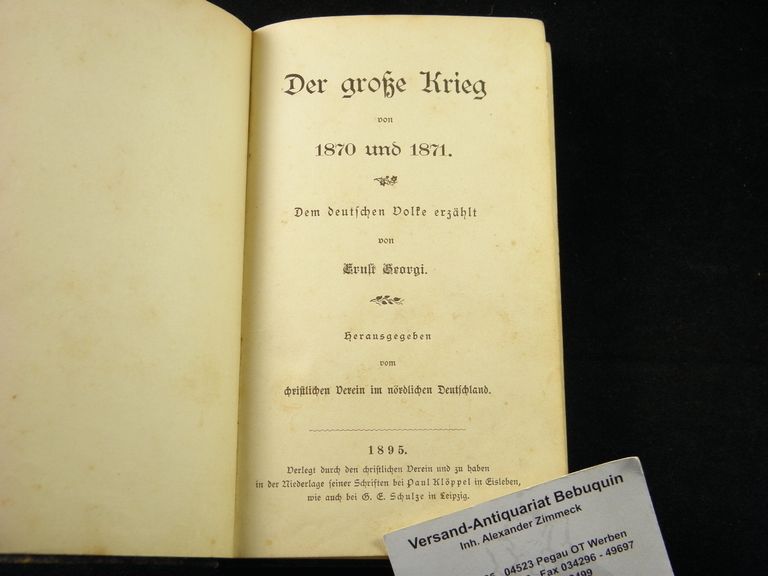 Der große Krieg
von
1870 und 1871.
Dem deutschen Volke erzählt
von
Ernst Georgi.
Herausgegeben
vom
christlichen Verein im nördlichen Deutschland.
1895.
Verlegt durch den christlichen Verein und zu haben
in der Niederlage seiner Schriften bei Paul Klöppel in Eisleben,
wie auch bei G. E. Schulze in Leipzig.
Versand-Antiquariat Bebuquin
Inh. Alexander Zimmeck
04523 Pegau OT Werben
Fax 034296 - 49697